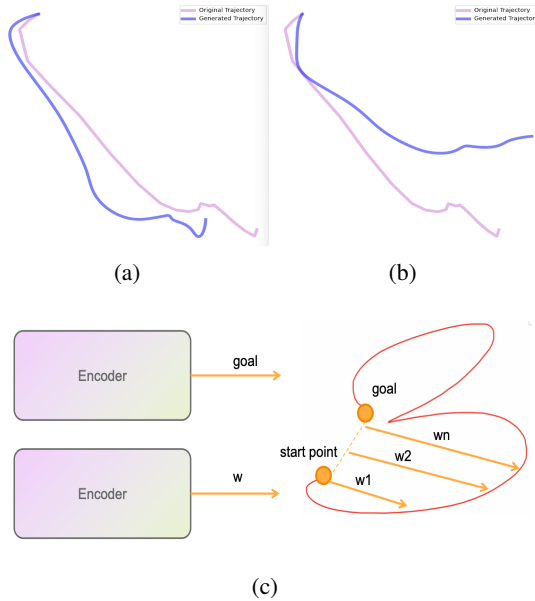 Original Trajectory
Generated Trajectory
Original Trajectory
Generated Trajector
(a)
(b)
Encoder
goal
Encoder
w
goal
start point
wn
w2
w1
(c)